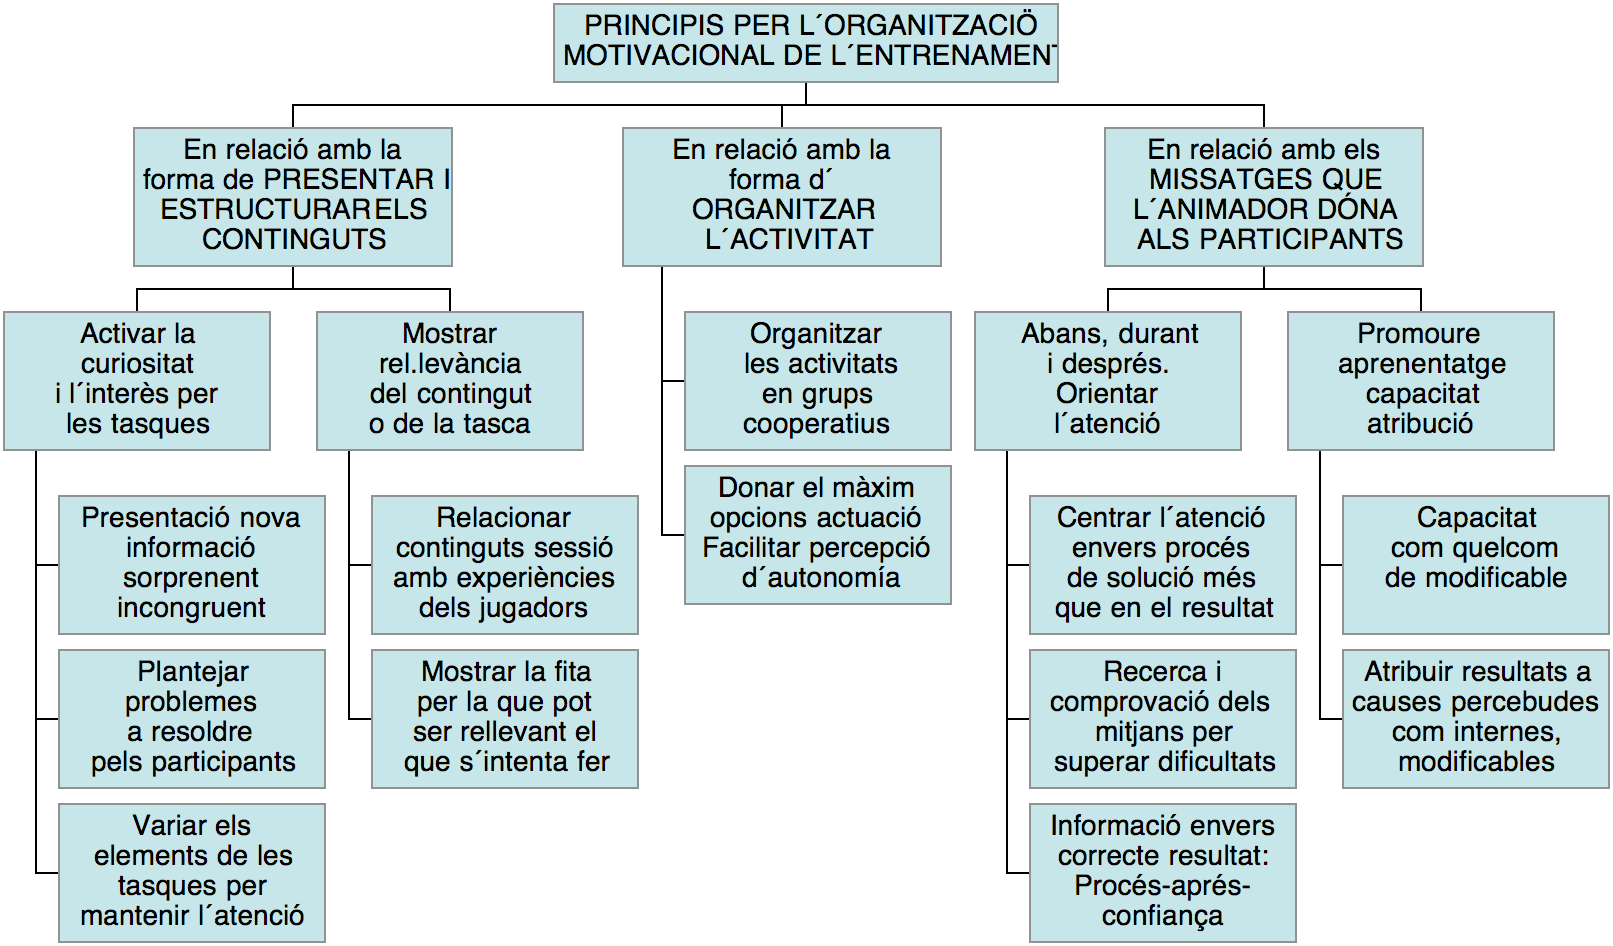 PRINCIPIS PER L´ORGANITZACIÖ
MOTIVACIONAL DE L´ENTRENAMENT
En relació amb la
forma de PRESENTAR I
ESTRUCTURAR ELS
CONTINGUTS
En relació amb la
forma d´
ORGANITZAR
L´ACTIVITAT
En relació amb els
MISSATGES QUE
L´ANIMADOR DÓNA
ALS PARTICIPANTS
Activar la
curiositat
i l´interès per
les tasques
Mostrar
rel.levància
del contingut
o de la tasca
Organitzar
les activitats
en grups
cooperatius
Abans, durant
i després.
Orientar
l´atenció
Promoure
aprenentatge
capacitat
atribució
Presentació nova
informació
sorprenent
incongruent
Relacionar
continguts sessió
amb experiències
dels jugadors
Donar el màxim
opcions actuació
Facilitar percepció
d´autonomía
Centrar l´atenció
envers procés
de solució més
que en el resultat
Capacitat
com quelcom
de modificable
Plantejar
problemes
a resoldre
pels participants
Mostrar la fita
per la que pot
ser rellevant el
que s´intenta fer
Recerca i
comprovació dels
mitjans per
superar dificultats
Atribuir resultats a
causes percebudes
com internes,
modificables
Variar els
elements de les
tasques per
mantenir l´atenció
Informació envers
correcte resultat:
Procés-aprés-
confiança